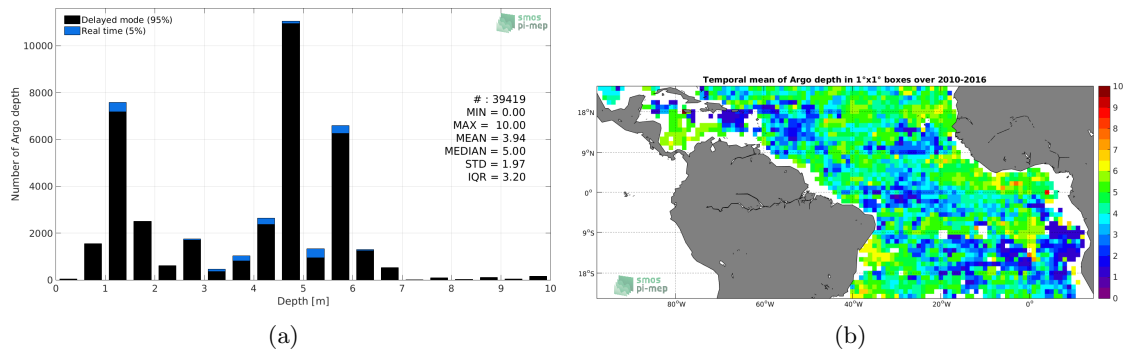 Delayed mode (95%)
Real time (5%)
smos
pi-mep
10000
8000
6000
4000
2000
0
Number of Argo depth
# : 39419
MIN = 0.00
MAX = 10.00
MEAN = 3.94
MEDIAN = 5.00
STD = 1.97
IQR = 3.20
0 1 2 3 4 5 6 7 8 9 10
Depth [m]
(a)
Temporal mean of Argo depth in 1°x1° boxes over 2010-2016
18°N
9°N
0°
9°S
18°S
80°W 60°W 40°W 20°W 0°
smos
pi-mep
10
9
8
7
6
5
4
3
2
1
0
(b)